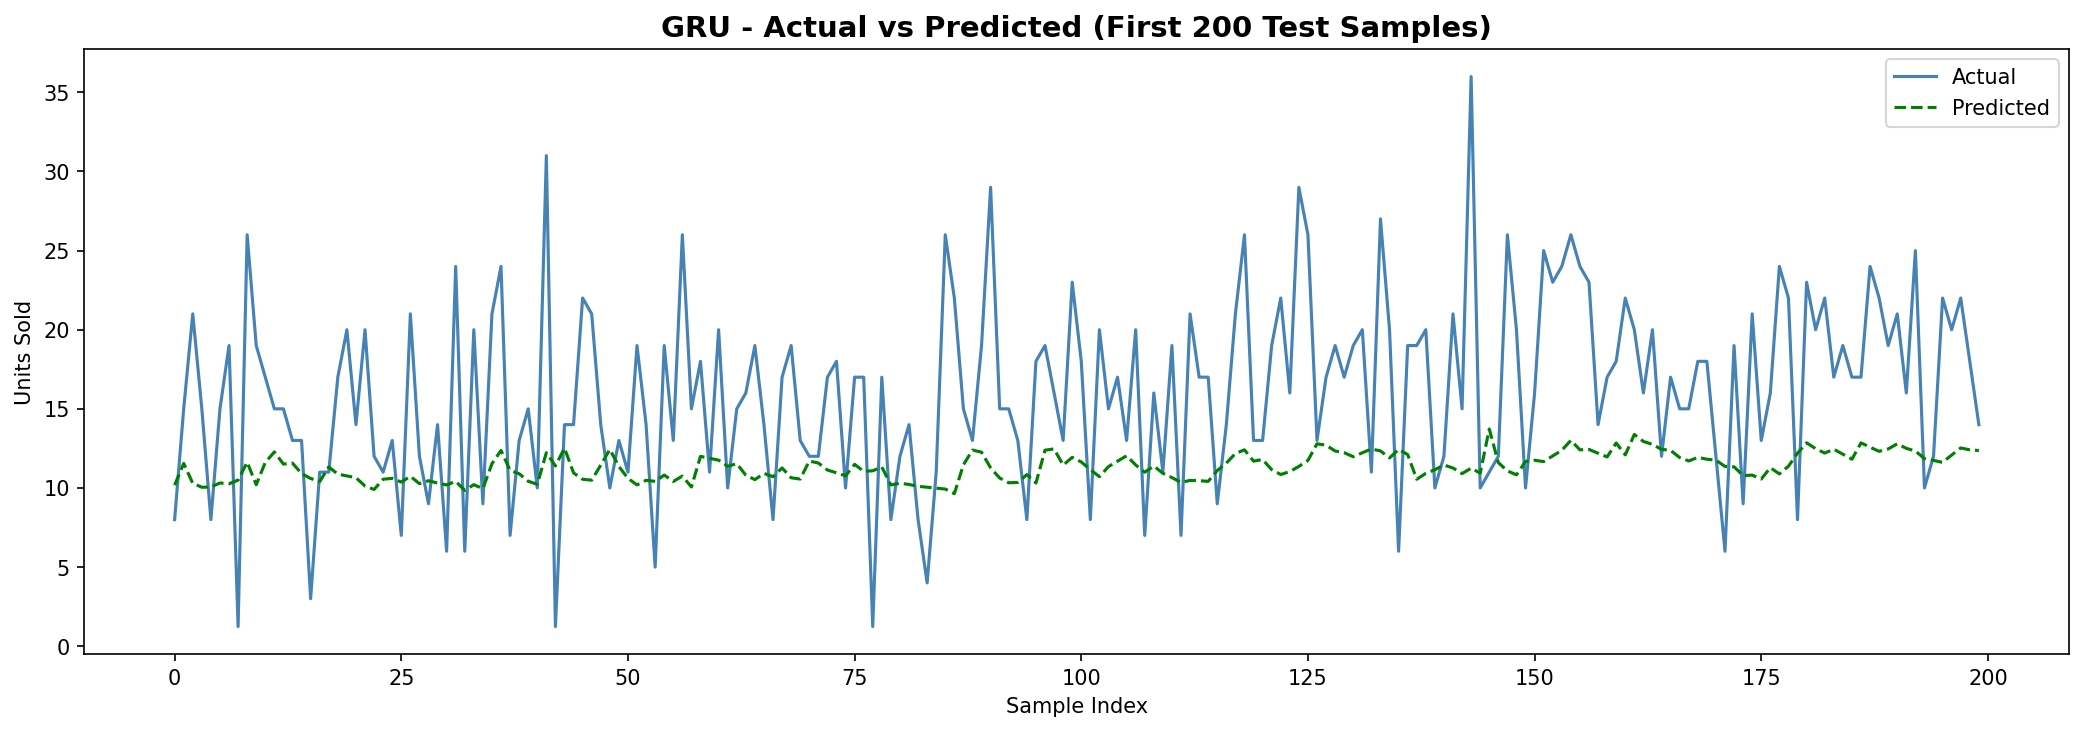 GRU - Actual vs Predicted (First 200 Test Samples)
Actual
Predicted
Units Sold
35
30
25
20
15
10
5
0
0 25 50 75 100 125 150 175 200
Sample Index